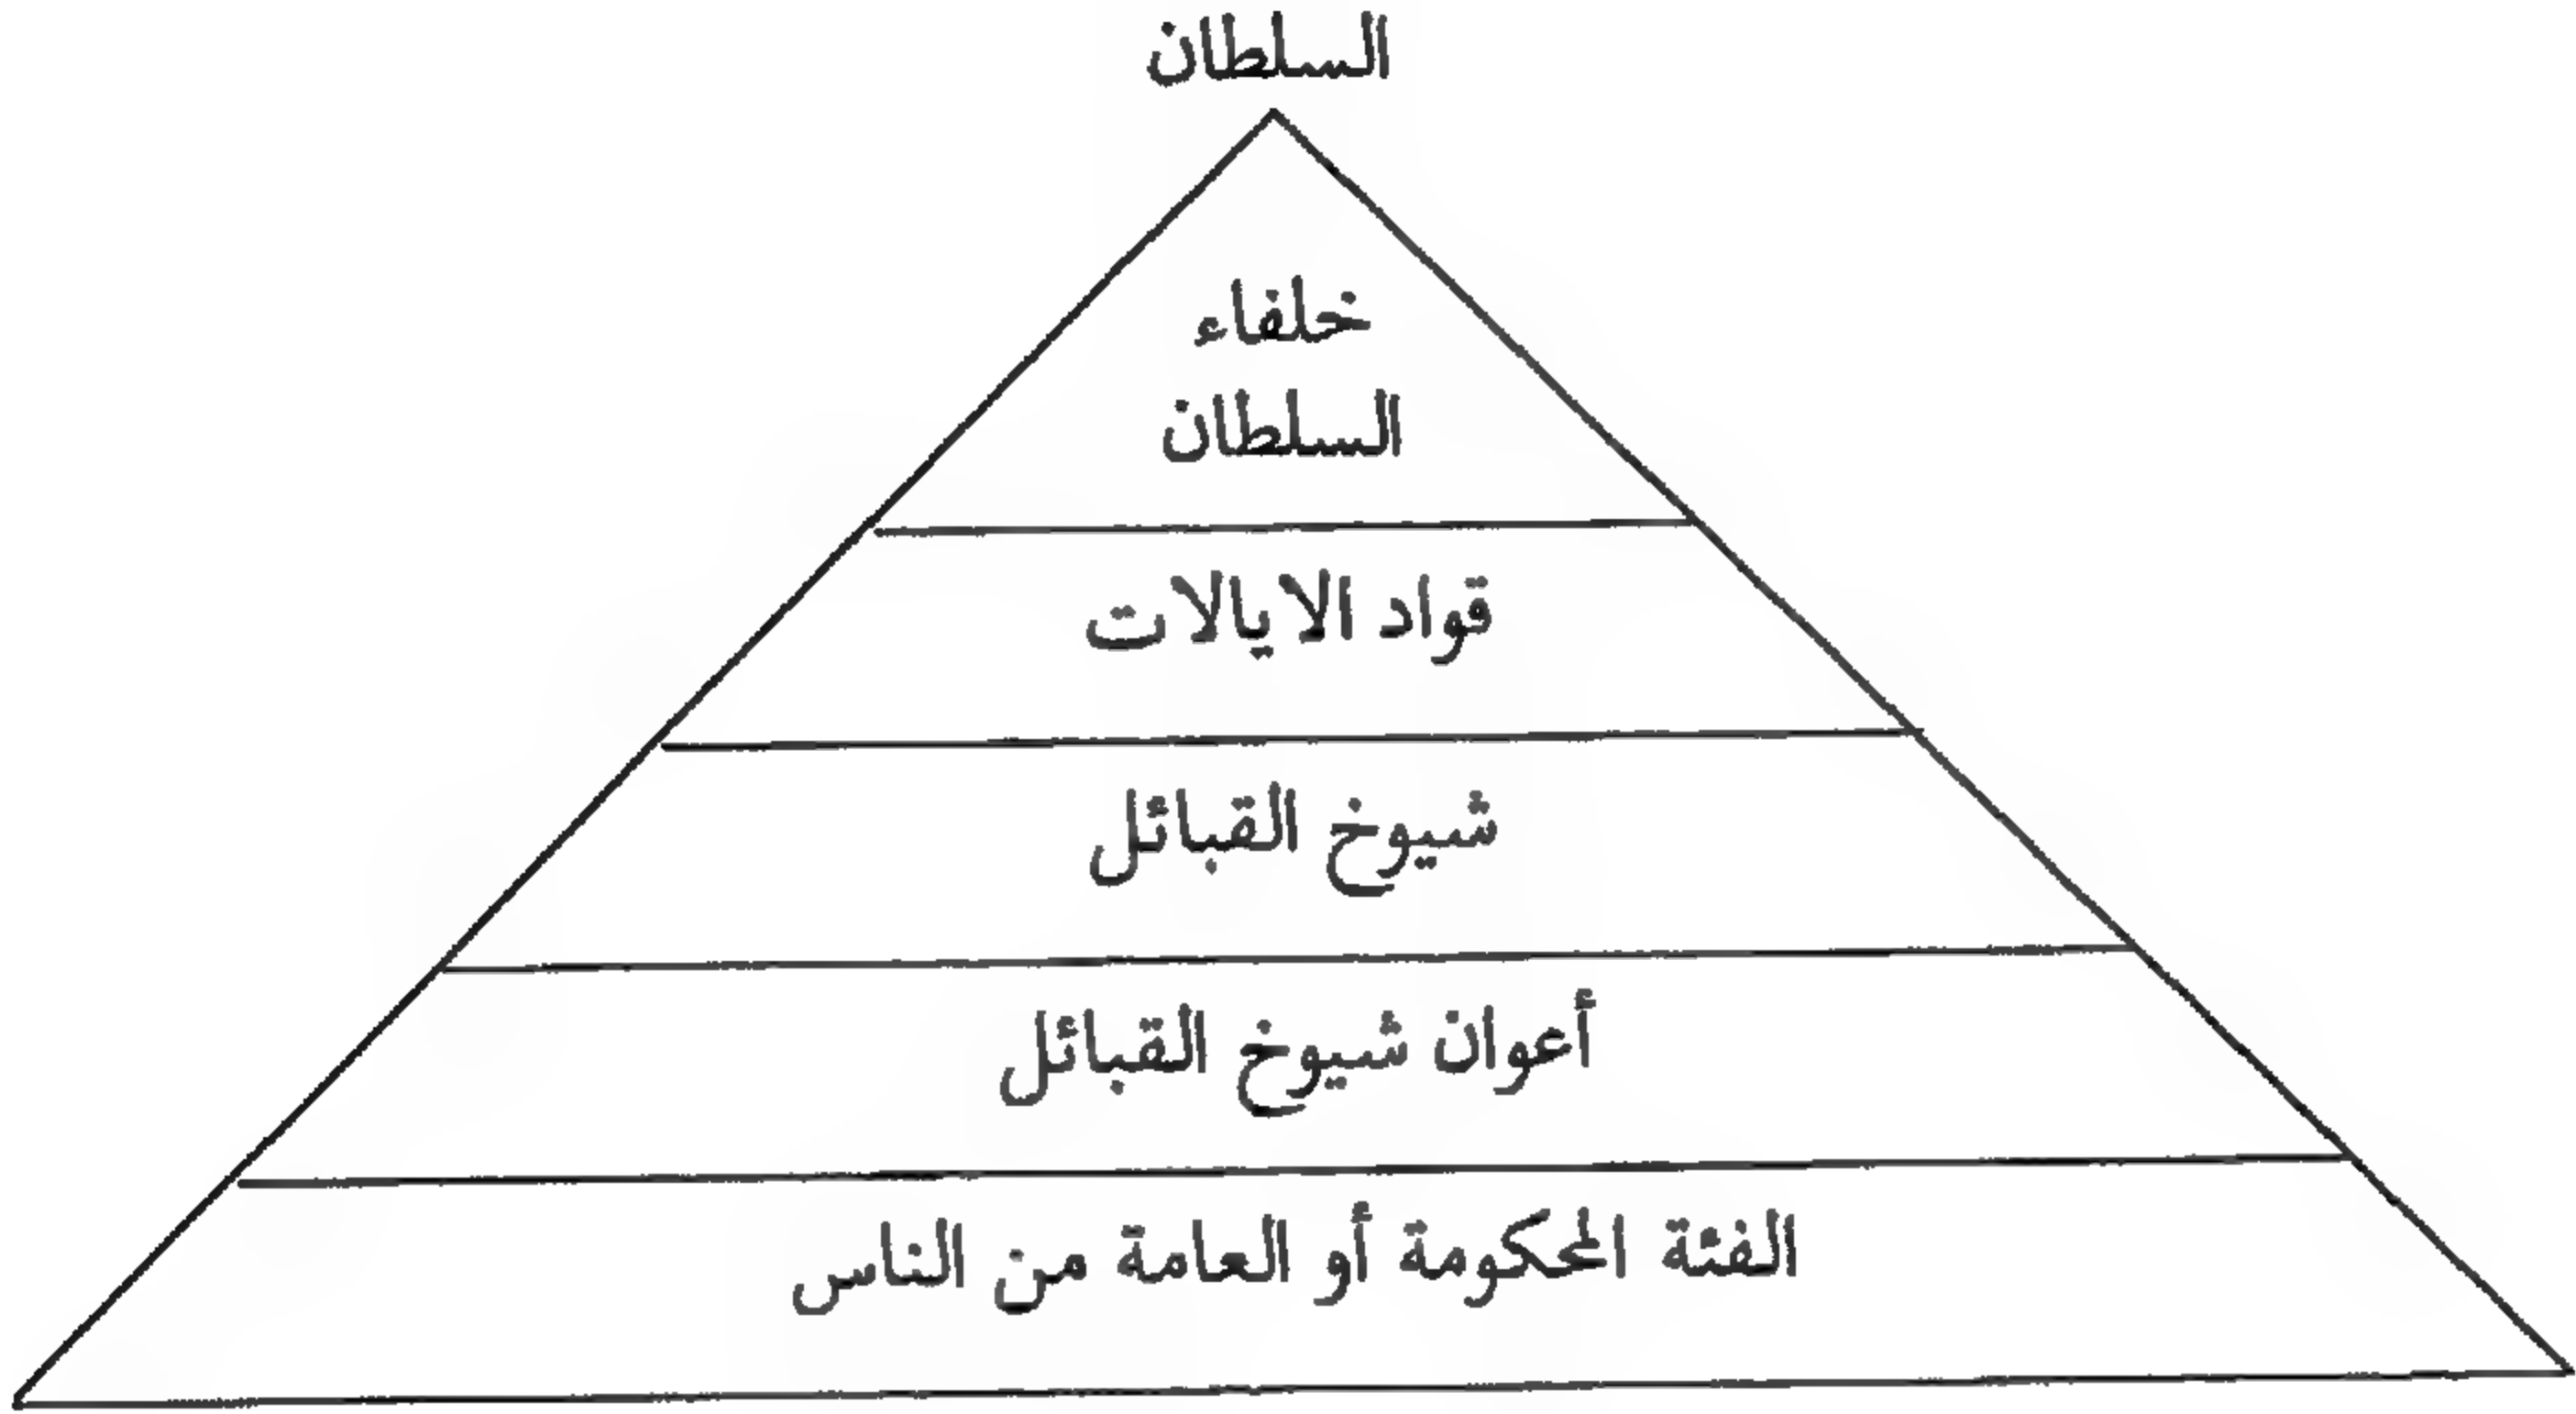 السلطان
خلفاء
السلطان
قواد الايالات
شيوخ القبائل
أعوان شيوخ القبائل
الفئة المحكومة أو العامة من الناس